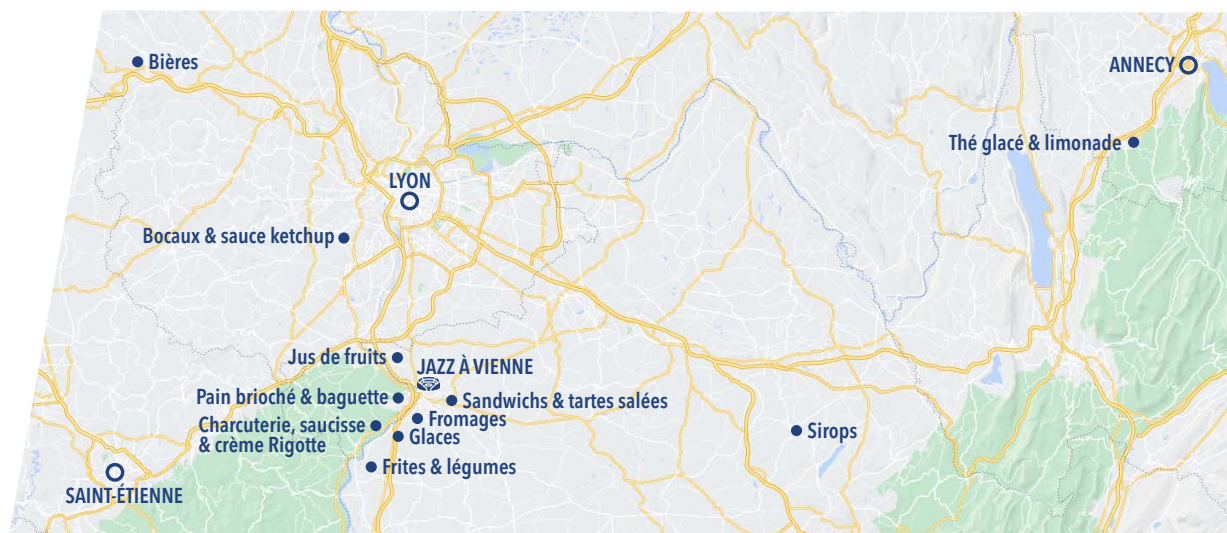 Bières
ANNECY
Thé glacé & limonade
LYON
Bocaux & sauce ketchup
Jus de fruits
JAZZ À VIENNE
Pain brioché & baguette
Sandwichs & tartes salées
Charcuterie, saucisse
& crème Rigotte
Fromages
Glaces
Sirops
Frites & légumes
SAINT-ÉTIENNE